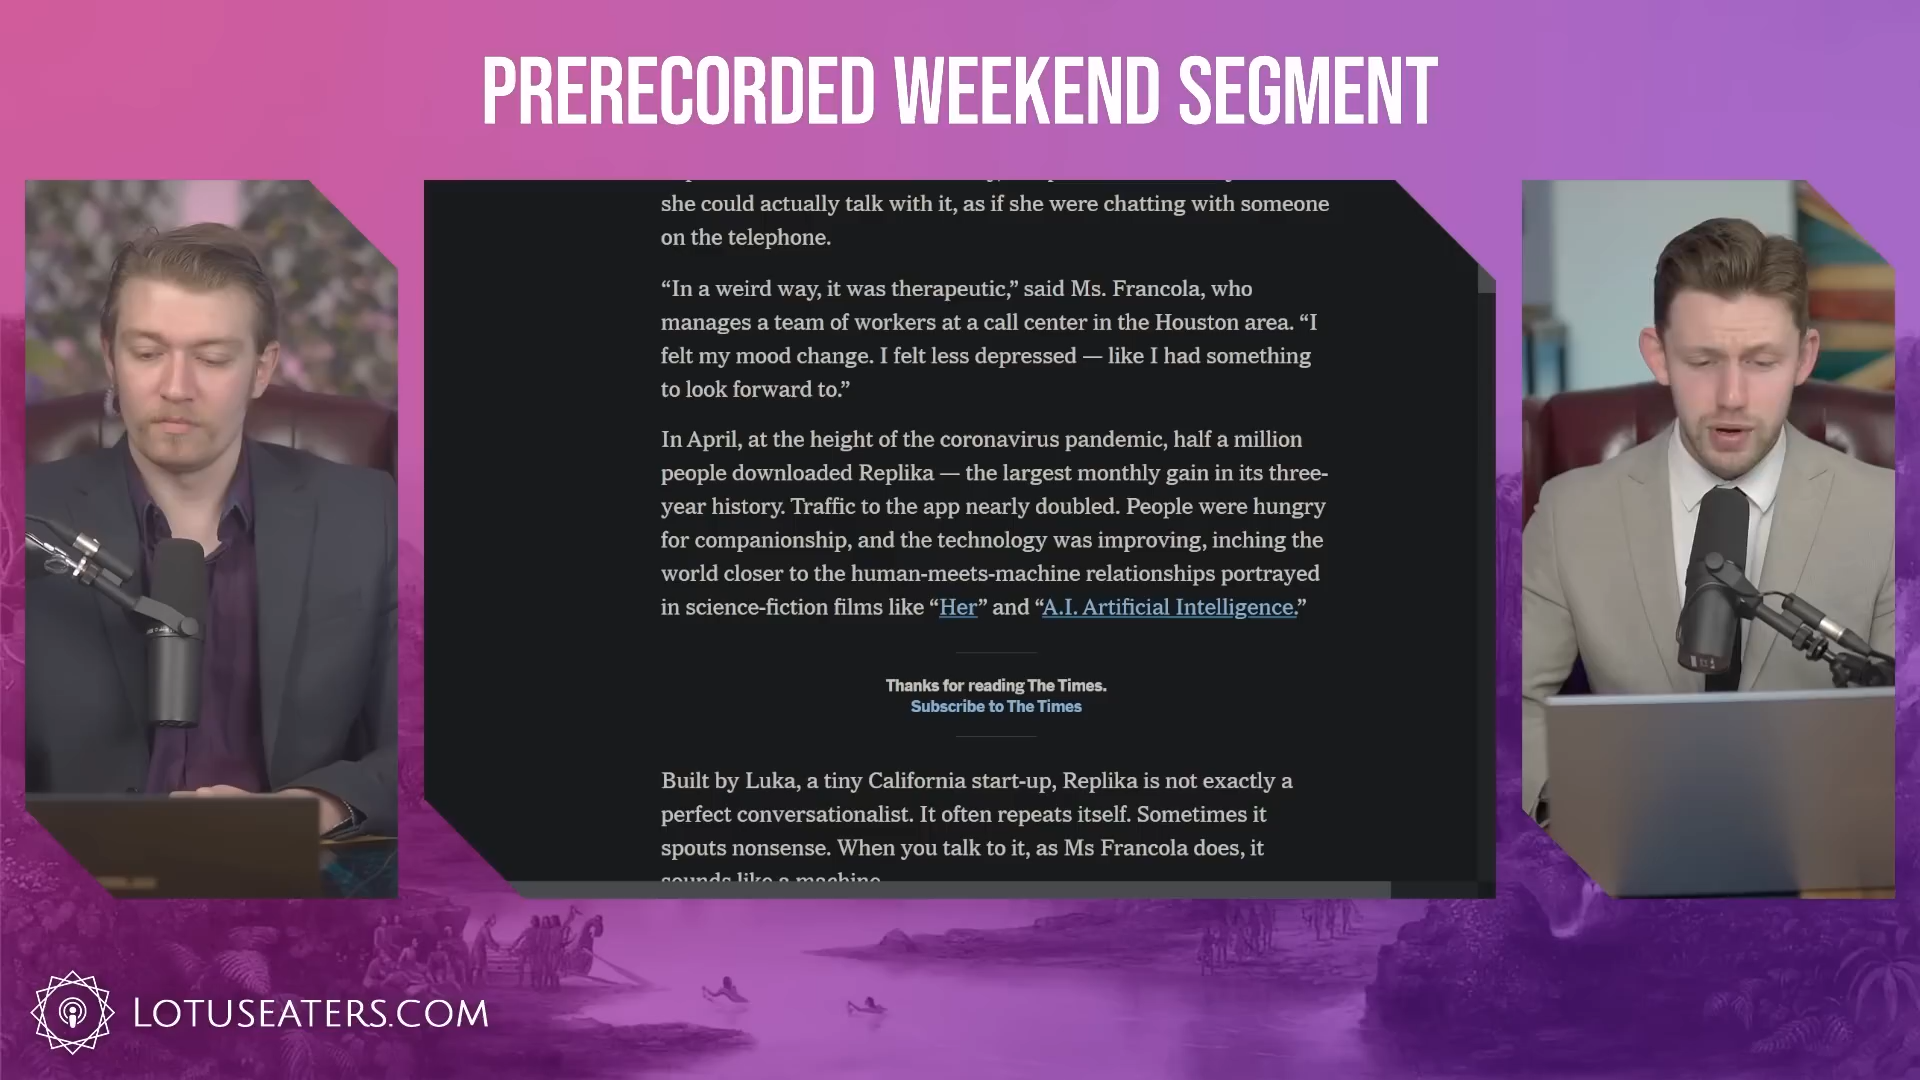 PRERECORDED WEEKEND SEGMENT
she could actually talk with it, as if she were chatting with someone
on the telephone.
“In a weird way, it was therapeutic,” said Ms. Francola, who
manages a team of workers at a call center in the Houston area. “I
felt my mood change. I felt less depressed — like I had something
to look forward to.”
In April, at the height of the coronavirus pandemic, half a million
people downloaded Replika — the largest monthly gain in its three-
year history. Traffic to the app nearly doubled. People were hungry
for companionship, and the technology was improving, inching the
world closer to the human-meets-machine relationships portrayed
in science-fiction films like “Her” and “A.I. Artificial Intelligence.”
Thanks for reading The Times.
Subscribe to The Times
Built by Luka, a tiny California start-up, Replika is not exactly a
perfect conversationalist. It often repeats itself. Sometimes it
spouts nonsense. When you talk to it, as Ms Francola does, it
sounds like a machine.
LOTUSEATERS.COM